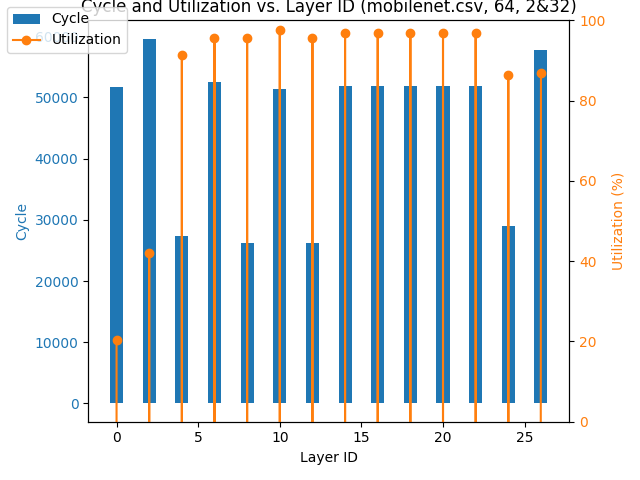 Cycle and Utilization vs. Layer ID (mobilenet.csv, 64, 2&32)
Cycle
Utilization
60000
50000
40000
30000
20000
10000
0
Cycle
100
80
60
40
20
0
Utilization (%)
0 5 10 15 20 25
Layer ID